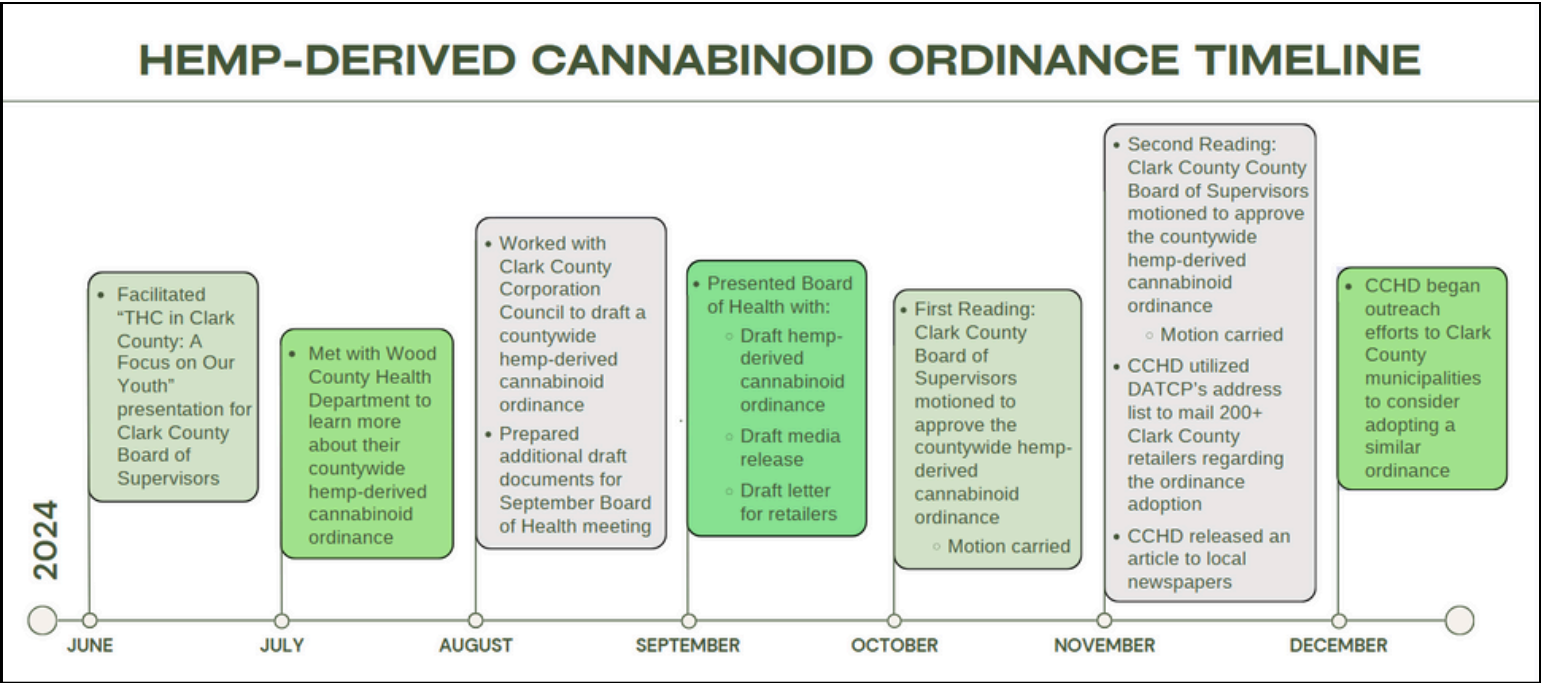 HEMP-DERIVED CANNABINOID ORDINANCE TIMELINE
2024
• Facilitated
“THC in Clark
County: A
Focus on Our
Youth”
presentation for
Clark County
Board of
Supervisors
JUNE
• Met with Wood
County Health
Department to
learn more
about their
countywide
hemp-derived
cannabinoid
ordinance
JULY
• Worked with
Clark County
Corporation
Council to draft a
countywide
hemp-derived
cannabinoid
ordinance
• Prepared
additional draft
documents for
September Board
of Health meeting
AUGUST
• Presented Board
of Health with:
○ Draft hemp-
derived
cannabinoid
ordinance
○ Draft media
release
○ Draft letter
for retailers
SEPTEMBER
• First Reading:
Clark County
Board of
Supervisors
motioned to
approve the
countywide hemp-
derived
cannabinoid
ordinance
○ Motion carried
OCTOBER
• Second Reading:
Clark County County
Board of Supervisors
motioned to approve
the countywide
hemp-derived
cannabinoid
ordinance
○ Motion carried
• CCHD utilized
DATCP's address
list to mail 200+
Clark County
retailers regarding
the ordinance
adoption
• CCHD released an
article to local
newspapers
NOVEMBER
• CCHD began
outreach
efforts to Clark
County
municipalities
to consider
adopting a
similar
ordinance
DECEMBER